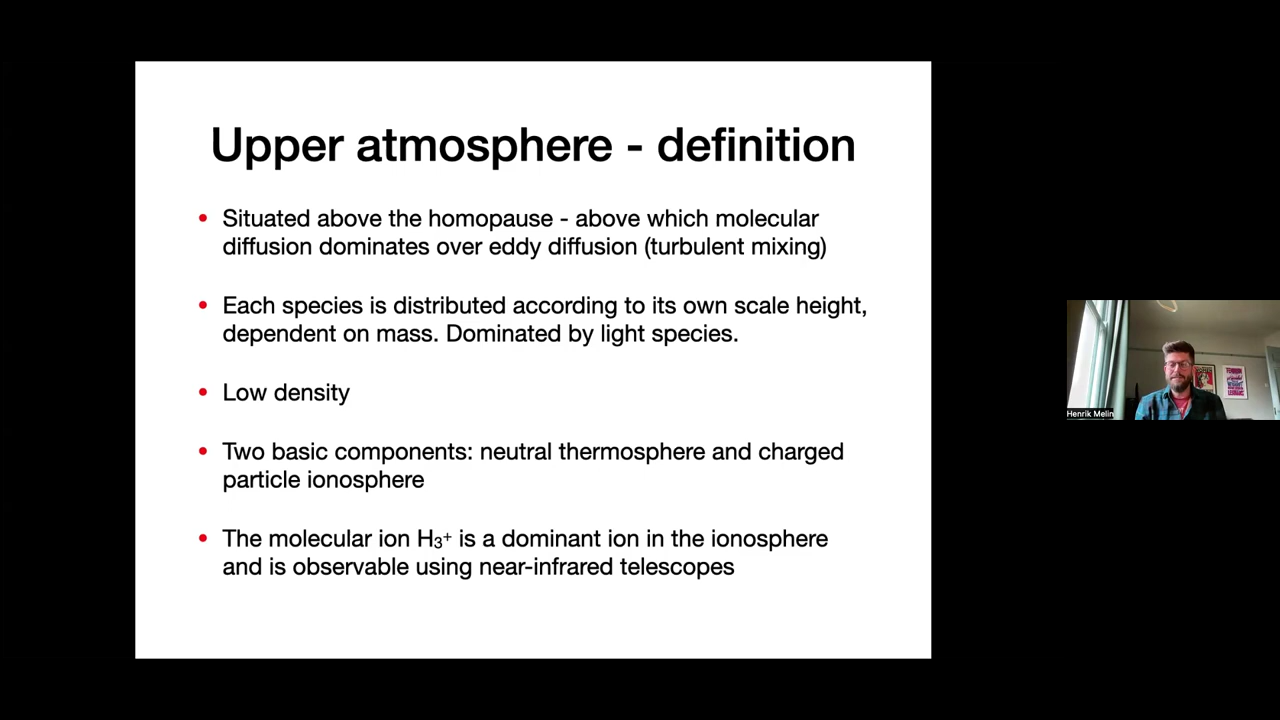 Upper atmosphere - definition
• Situated above the homopause - above which molecular
diffusion dominates over eddy diffusion (turbulent mixing)
• Each species is distributed according to its own scale height,
dependent on mass. Dominated by light species.
• Low density
• Two basic components: neutral thermosphere and charged
particle ionosphere
• The molecular ion H₃⁺ is a dominant ion in the ionosphere
and is observable using near-infrared telescopes
Henrik Melin